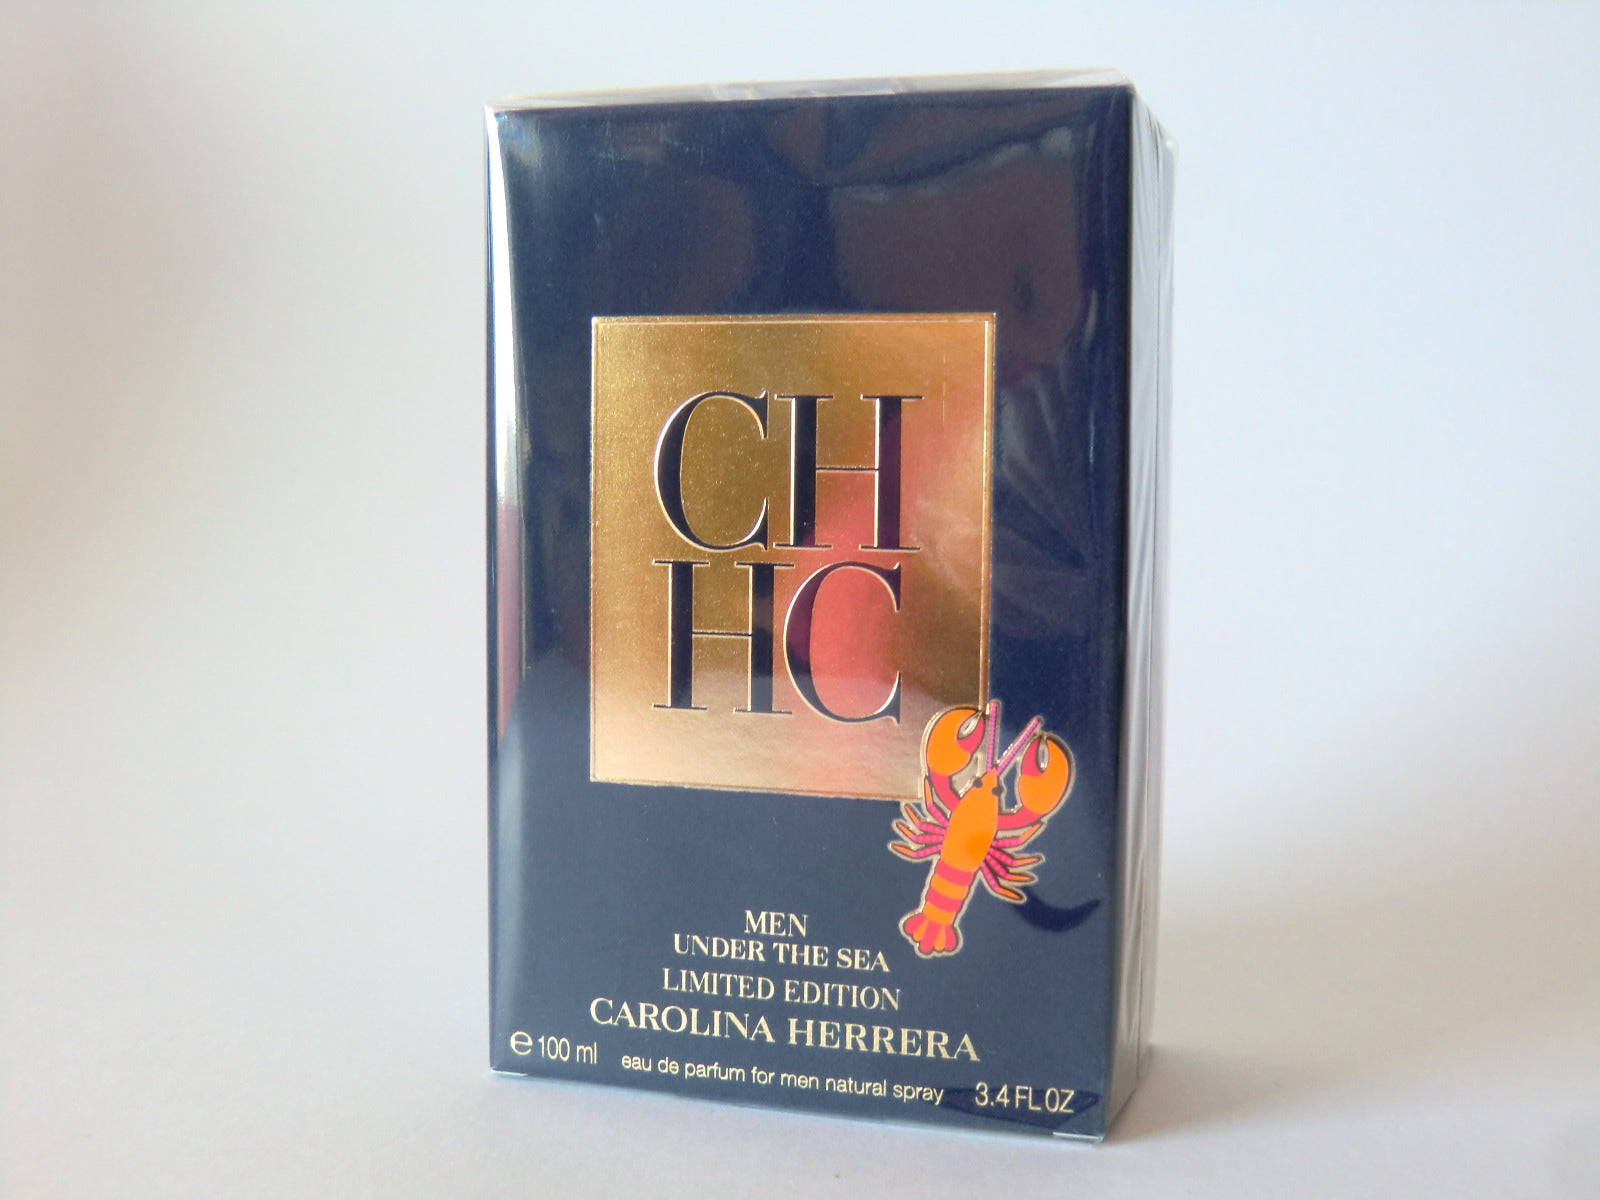 CH
HC
MEN
UNDER THE SEA
LIMITED EDITION
CAROLINA HERRERA
℮ 100 ml eau de parfum for men natural spray 3.4 FL OZ